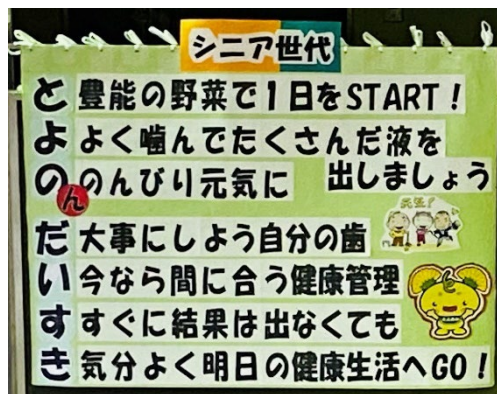 シニア世代
と 豊能の野菜で1日をSTART!
よ よく噛んでたくさんだ液を
出しましょう
の のんびり元気に
ん
だ 大事にしよう自分の歯
い 今なら間に合う健康管理
す すぐに結果は出なくても
き 気分よく明日の健康生活へGO!